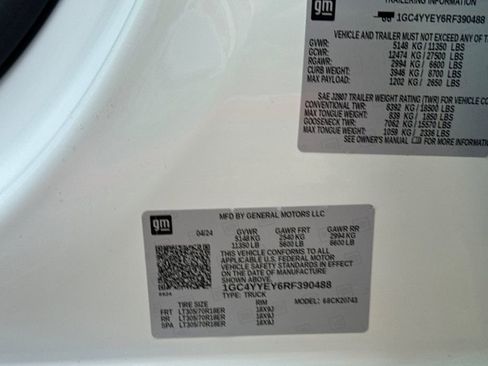 TRAILERING INFORMATION
gm
1GC4YYEY6RF390488
VEHICLE AND TRAILER MUST NOT EXCEED ANY OF T
GVWR: 5148 KG / 11350 LBS
GCWR: 12474 KG / 27500 LBS
RGAWR: 2994 KG / 6600 LBS
CURB WEIGHT: 3946 KG / 8700 LBS
MAX PAYLOAD: 1202 KG / 2650 LBS
SAE J2807 TRAILER WEIGHT RATING (TWR) FOR VEHICLE CO
CONVENTIONAL TWR: 8392 KG / 18500 LBS
MAX TONGUE WEIGHT: 839 KG / 1850 LBS
GOOSENECK TWR: 7062 KG / 15570 LBS
MAX TONGUE WEIGHT: 1059 KG / 2336 LBS
SEE OWNER'S MANUAL FOR MORE INFORMATION
gm
MFD BY GENERAL MOTORS LLC
04/24 GVWR GAWR FRT GAWR RR
5148 KG 2540 KG 2994 KG
11350 LB 5600 LB 6600 LB
THIS VEHICLE CONFORMS TO ALL
APPLICABLE U.S. FEDERAL MOTOR
VEHICLE SAFETY STANDARDS IN EFFECT
ON THE DATE OF MANUFACTURE SHOWN ABOVE.
1GC4YYEY6RF390488
TYPE: TRUCK MODEL: 68CK20743
TIRE SIZE RIM
FRT LT305/70R18ER 18X9J
RR LT305/70R18ER 18X9J
SPA LT305/70R18ER 18X9J